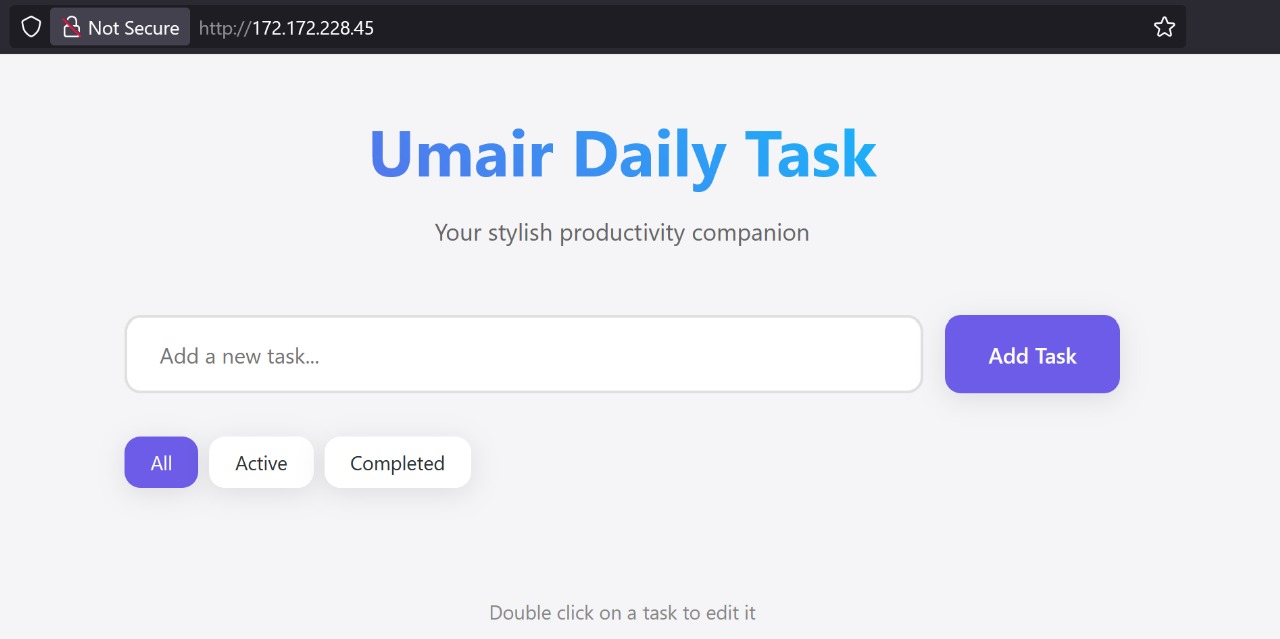 Not Secure http://172.172.228.45
Umair Daily Task
Your stylish productivity companion
Add a new task...
Add Task
All Active Completed
Double click on a task to edit it